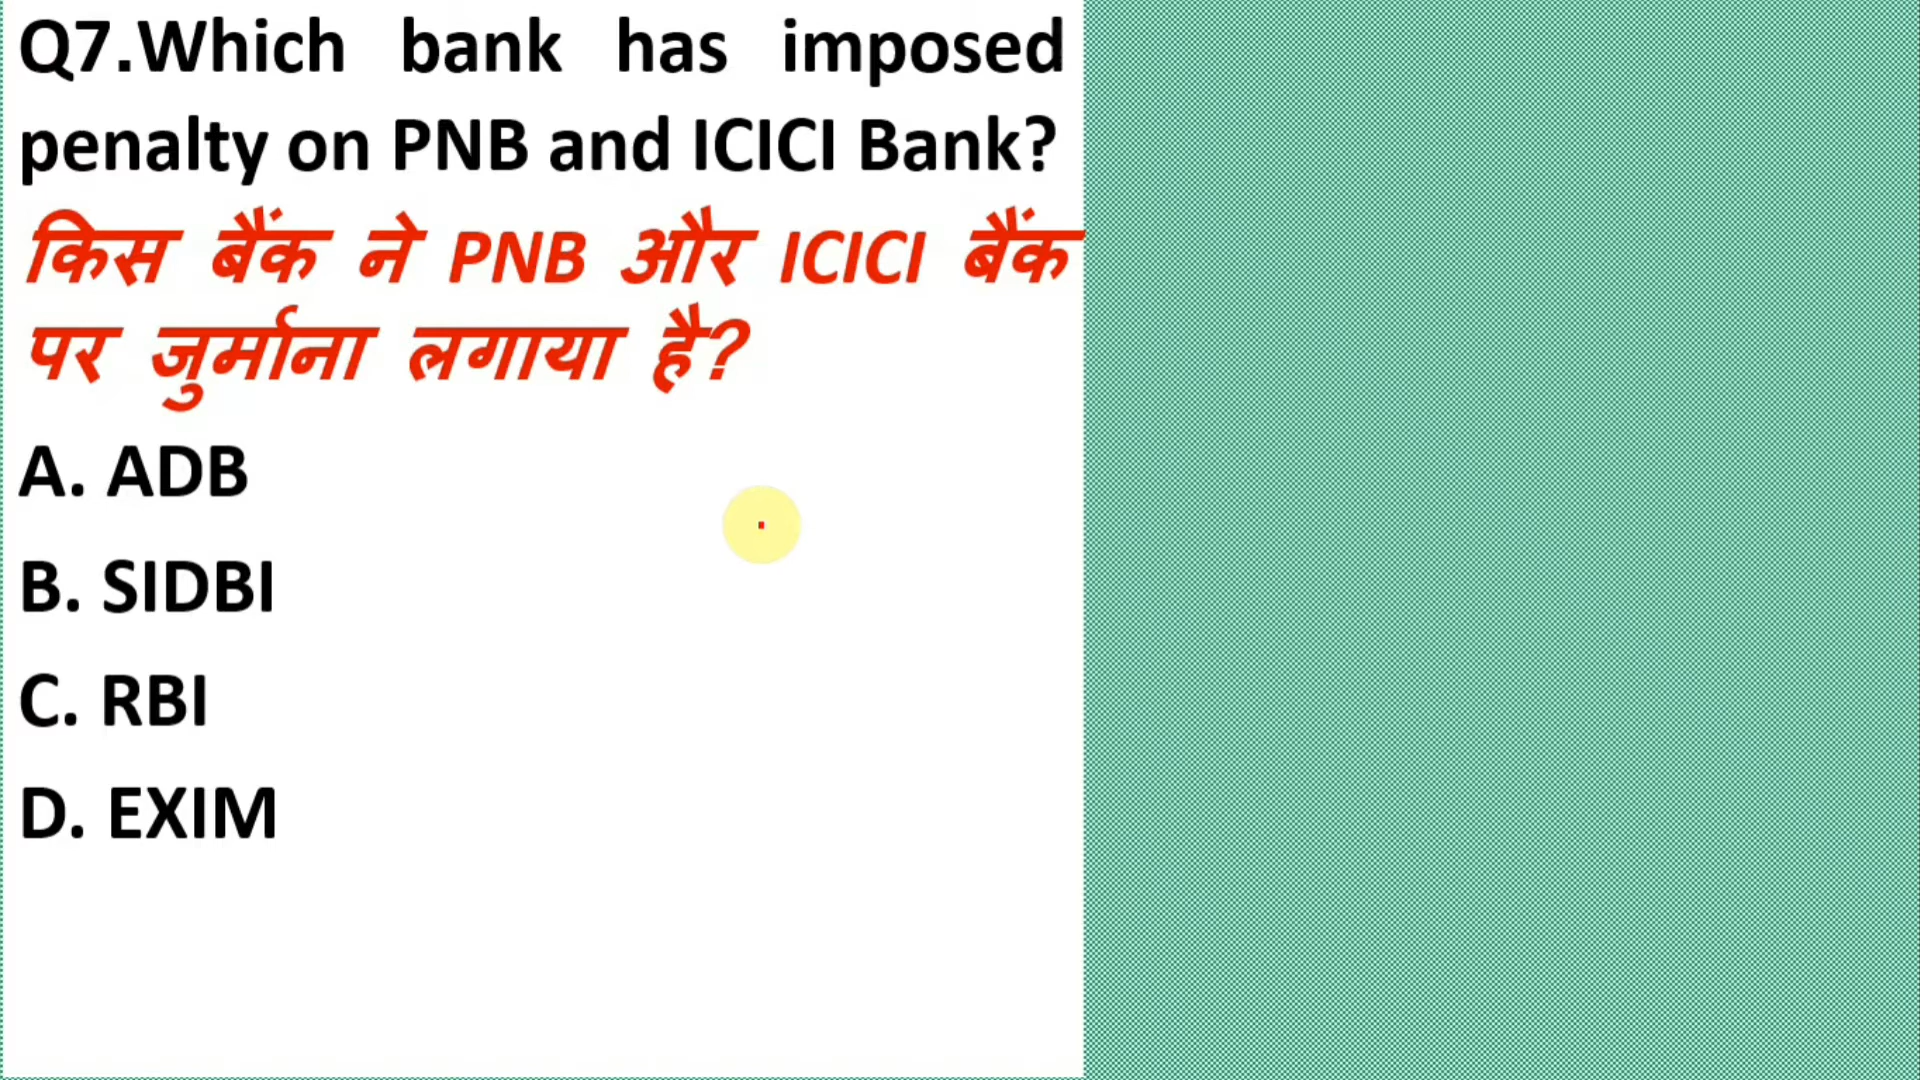 Q7.Which bank has imposed
penalty on PNB and ICICI Bank?
किस बैंक ने PNB और ICICI बैंक
पर जुर्माना लगाया है?
A. ADB
B. SIDBI
C. RBI
D. EXIM